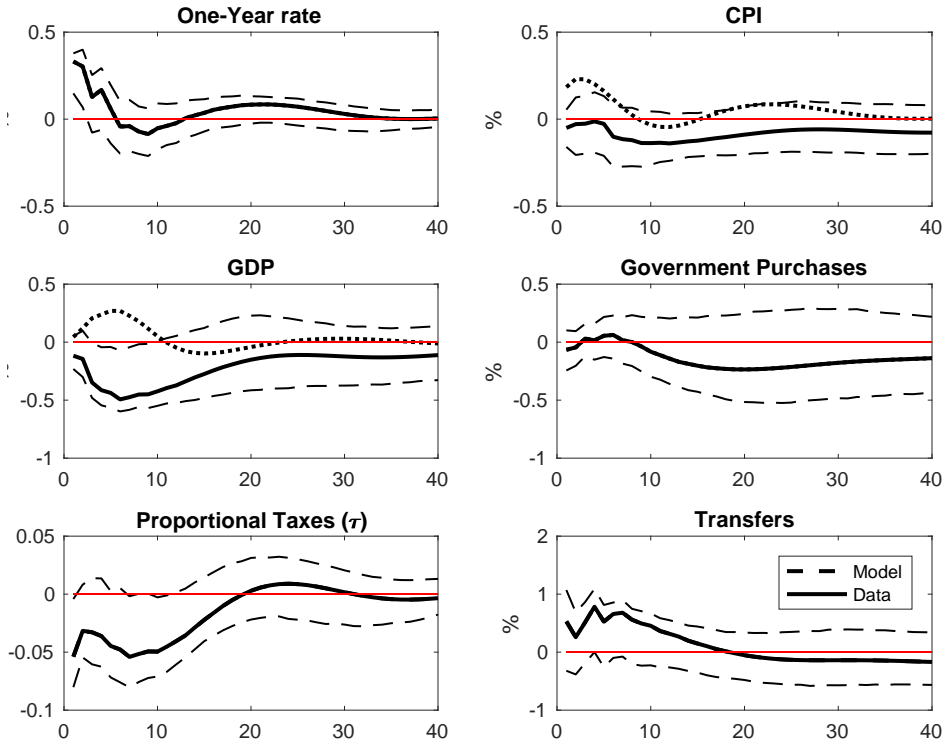 One-Year rate
0.5
0
-0.5
0 10 20 30 40
CPI
%
0.5
0
-0.5
0 10 20 30 40
GDP
0.5
0
-0.5
-1
0 10 20 30 40
Government Purchases
%
0.5
0
-0.5
-1
0 10 20 30 40
Proportional Taxes (τ)
0.05
0
-0.05
-0.1
0 10 20 30 40
Transfers
%
2
1
0
-1
0 10 20 30 40
Model
Data